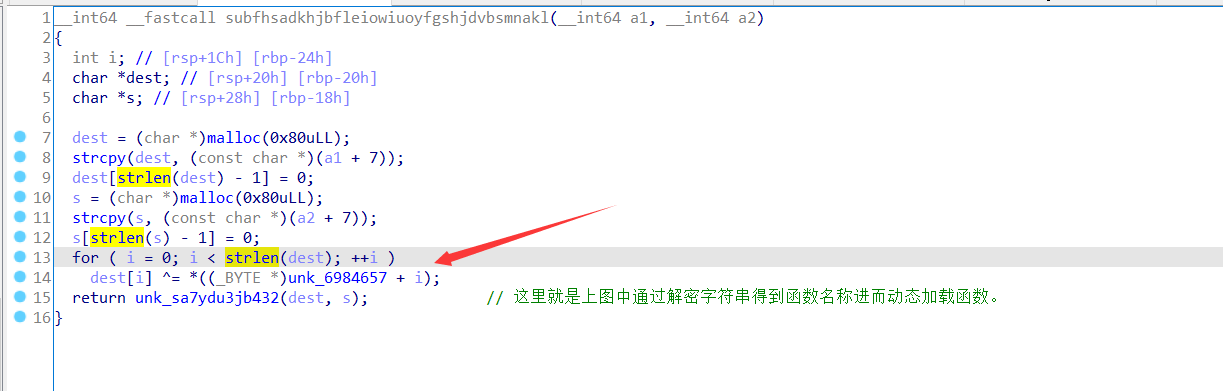 1 __int64 __fastcall subfhsadkhjbfleiowiuoyfgshjdvbsmnakl(__int64 a1, __int64 a2)
2 {
3 int i; // [rsp+1Ch] [rbp-24h]
4 char *dest; // [rsp+20h] [rbp-20h]
5 char *s; // [rsp+28h] [rbp-18h]
6
7 dest = (char *)malloc(0x80uLL);
8 strcpy(dest, (const char *)(a1 + 7));
9 dest[strlen(dest) - 1] = 0;
10 s = (char *)malloc(0x80uLL);
11 strcpy(s, (const char *)(a2 + 7));
12 s[strlen(s) - 1] = 0;
13 for ( i = 0; i < strlen(dest); ++i )
14 dest[i] ^= *((_BYTE *)unk_6984657 + i);
15 return unk_sa7ydu3jb432(dest, s); // 这里就是上图中通过解密字符串得到函数名称进而动态加载函数。
16 }